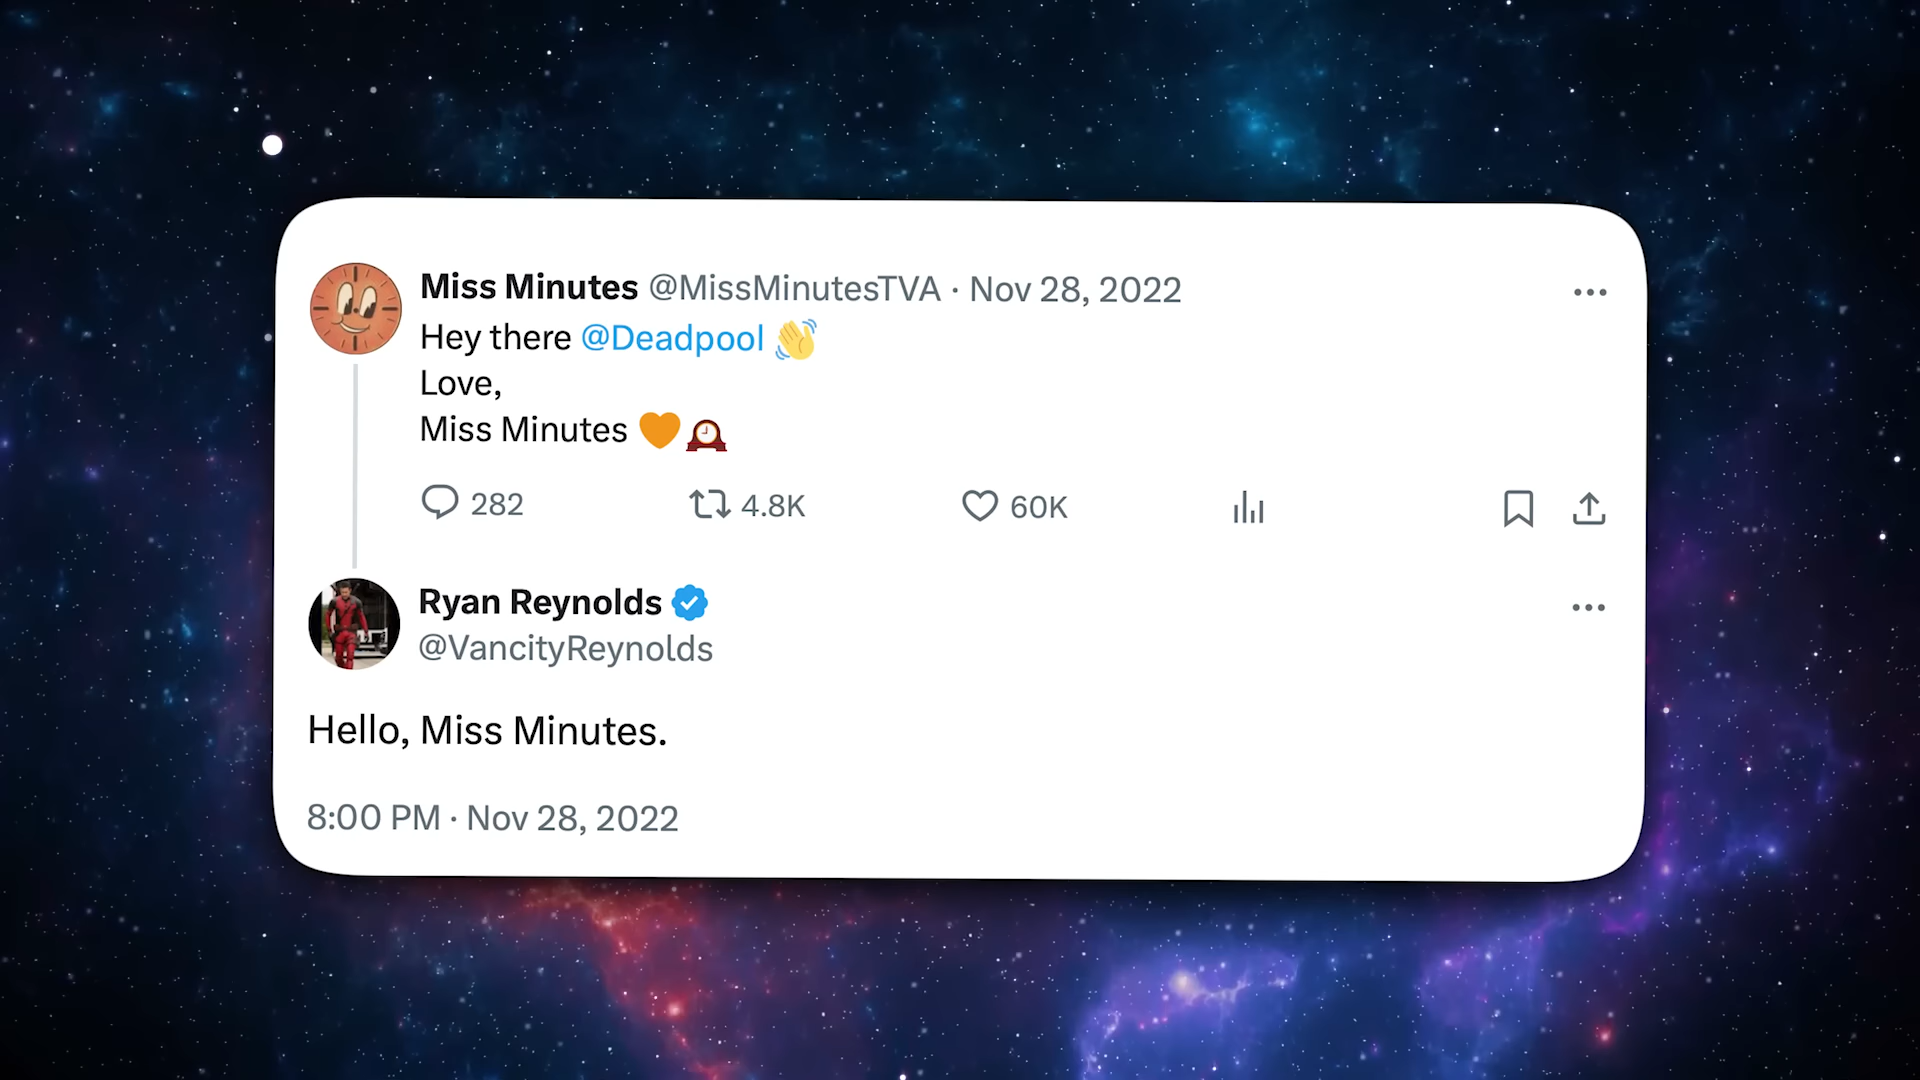 Miss Minutes @MissMinutesTVA · Nov 28, 2022
Hey there @Deadpool 👋
Love,
Miss Minutes 🧡🕰️
282 4.8K 60K
Ryan Reynolds
@VancityReynolds
Hello, Miss Minutes.
8:00 PM · Nov 28, 2022